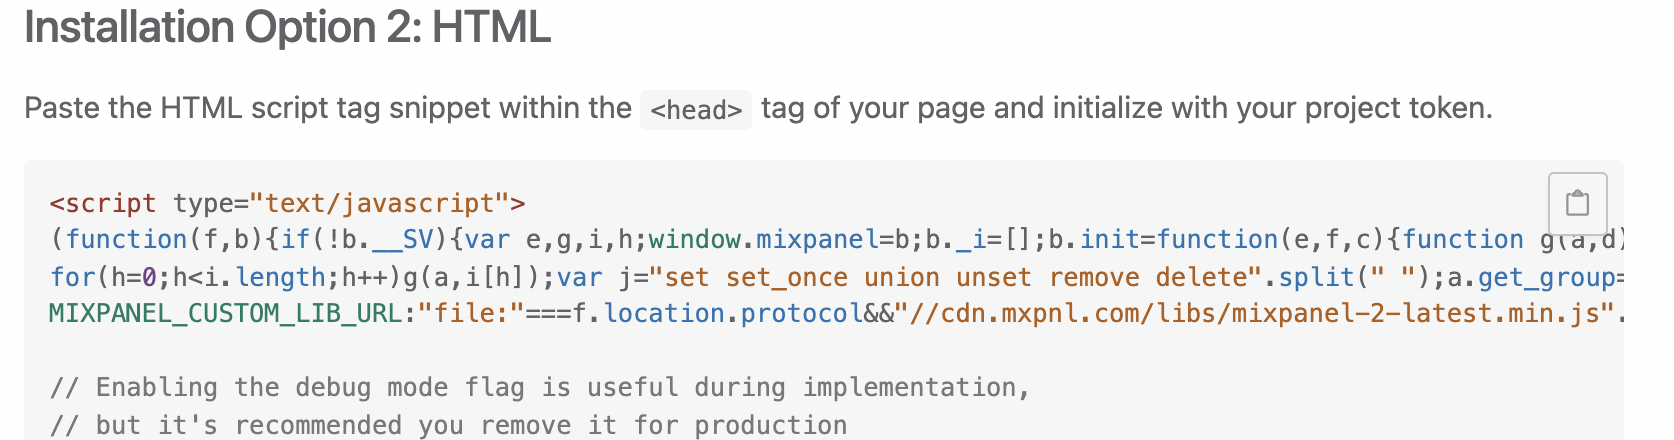 Installation Option 2: HTML
Paste the HTML script tag snippet within the <head> tag of your page and initialize with your project token.
<script type="text/javascript">
(function(f,b){if(!b.__SV){var e,g,i,h;window.mixpanel=b;b._i=[];b.init=function(e,f,c){function g(a,d)
for(h=0;h<i.length;h++)g(a,i[h]);var j="set set_once union unset remove delete".split(" ");a.get_group=
MIXPANEL_CUSTOM_LIB_URL:"file:"===f.location.protocol&&"//cdn.mxpnl.com/libs/mixpanel-2-latest.min.js".
// Enabling the debug mode flag is useful during implementation,
// but it's recommended you remove it for production